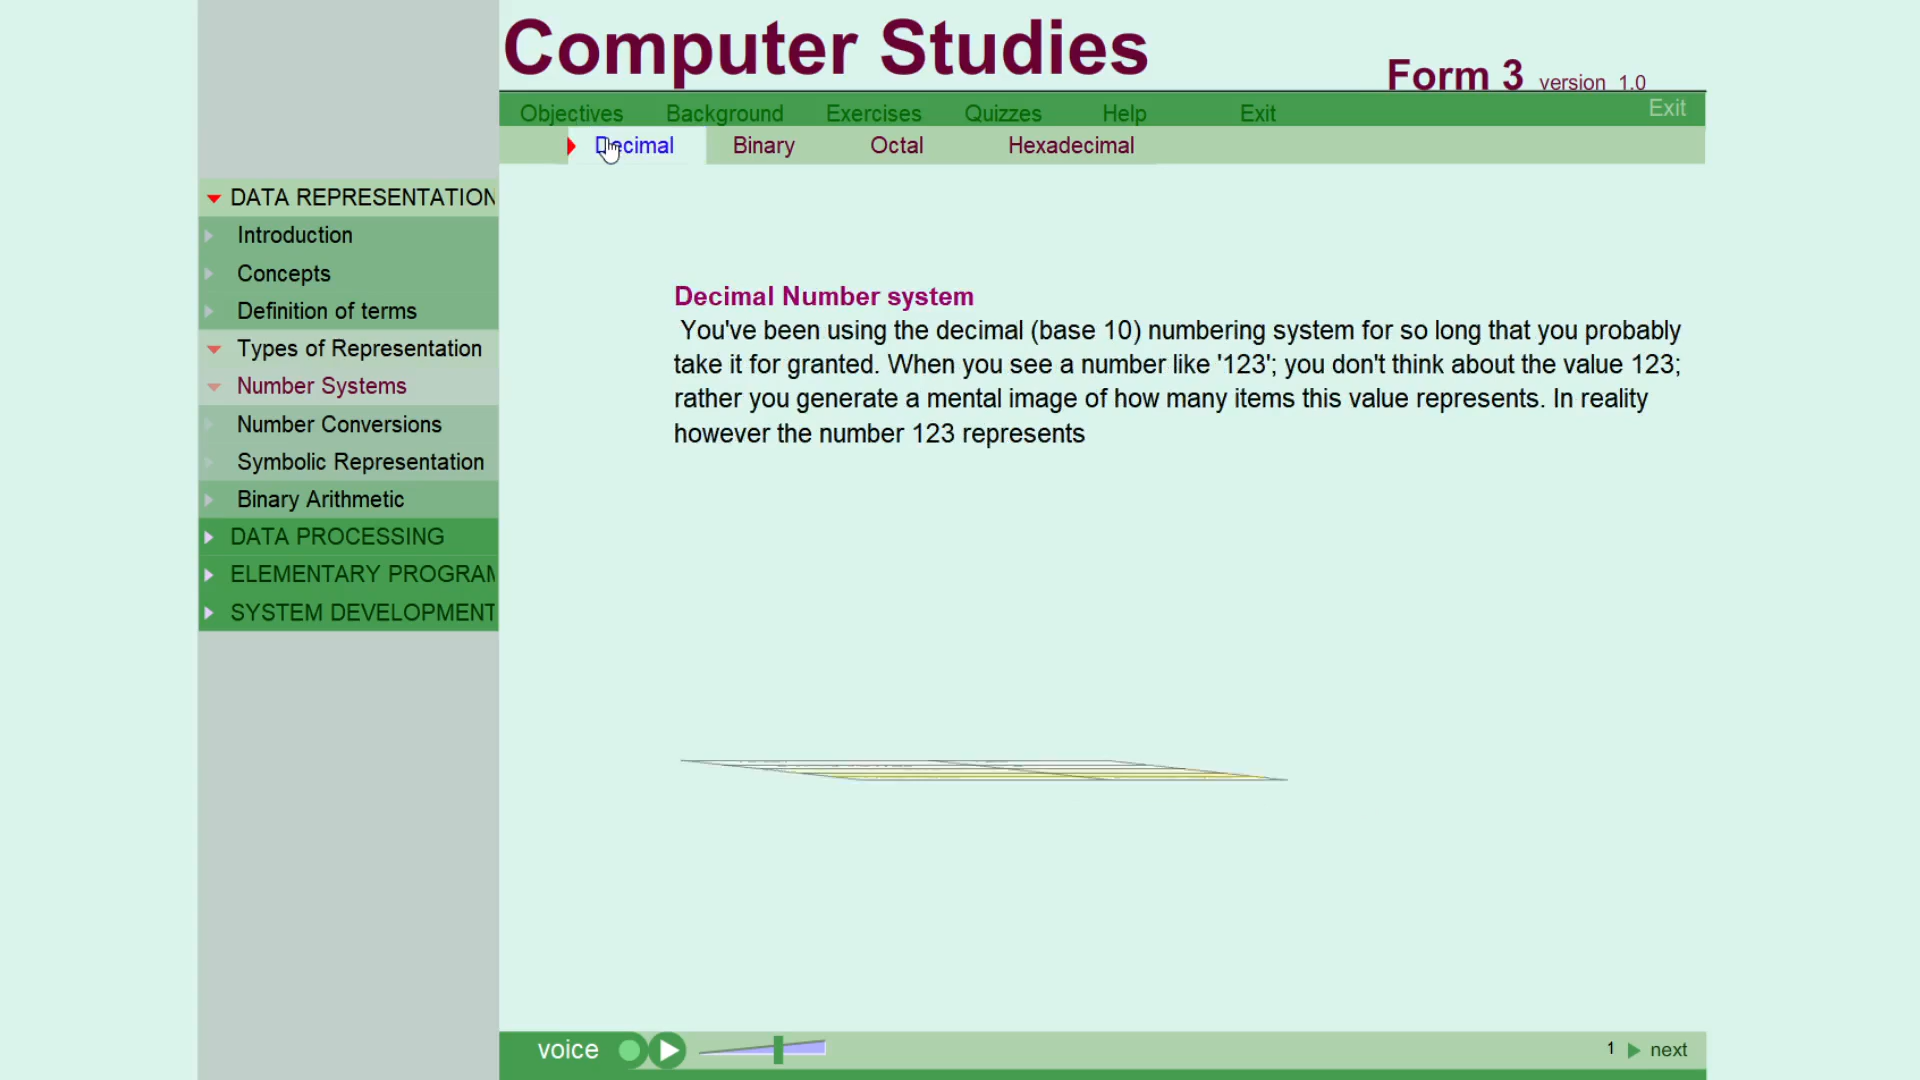 Computer Studies
Form 3 version 1.0
Objectives Background Exercises Quizzes Help Exit Exit
Decimal Binary Octal Hexadecimal
DATA REPRESENTATION
Introduction
Concepts
Definition of terms
Types of Representation
Number Systems
Number Conversions
Symbolic Representation
Binary Arithmetic
DATA PROCESSING
ELEMENTARY PROGRAM
SYSTEM DEVELOPMENT
Decimal Number system
You've been using the decimal (base 10) numbering system for so long that you probably
take it for granted. When you see a number like '123'; you don't think about the value 123;
rather you generate a mental image of how many items this value represents. In reality
however the number 123 represents
voice
1 next